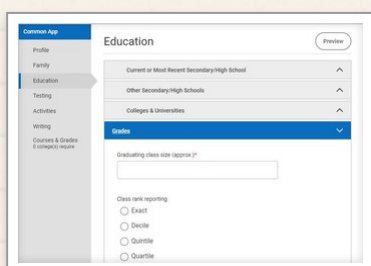 Common App
Profile
Family
Education
Testing
Activities
Writing
Courses & Grades
0 college(s) require
Education
Preview
Current or Most Recent Secondary/High School
Other Secondary/High Schools
Colleges & Universities
Grades
Graduating class size (approx.)*
Class rank reporting
Exact
Decile
Quintile
Quartile